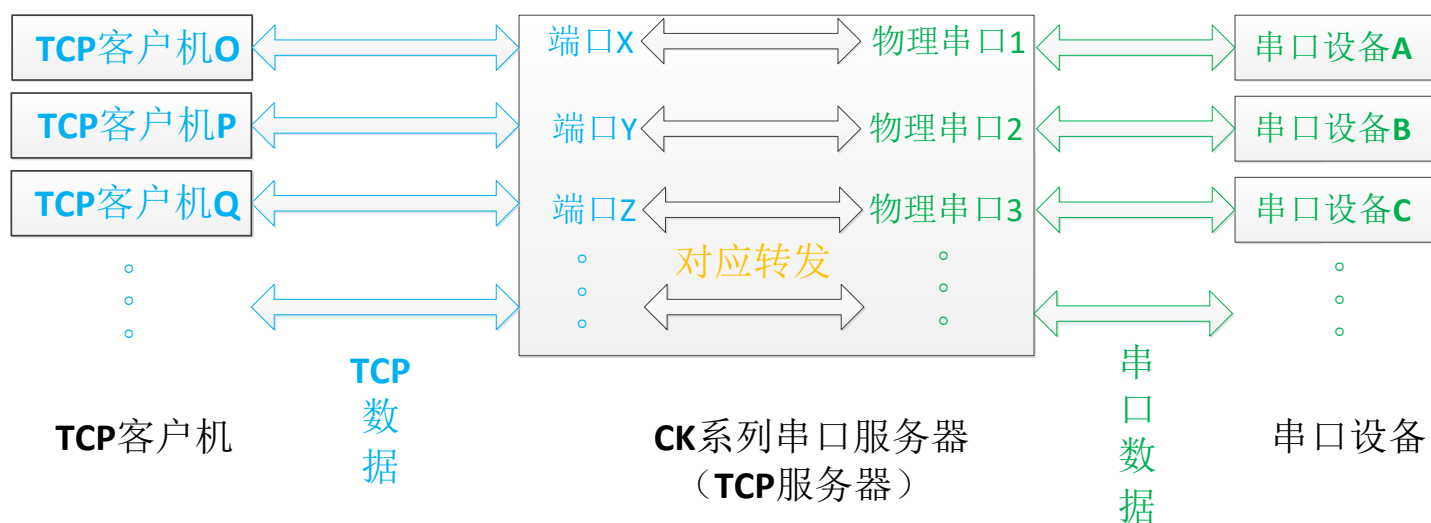 TCP客户机O
端口X
物理串口1
串口设备A
TCP客户机P
端口Y
物理串口2
串口设备B
TCP客户机Q
端口Z
物理串口3
串口设备C
对应转发
TCP
数
据
串
口
数
据
TCP客户机
CK系列串口服务器
（TCP服务器）
串口设备